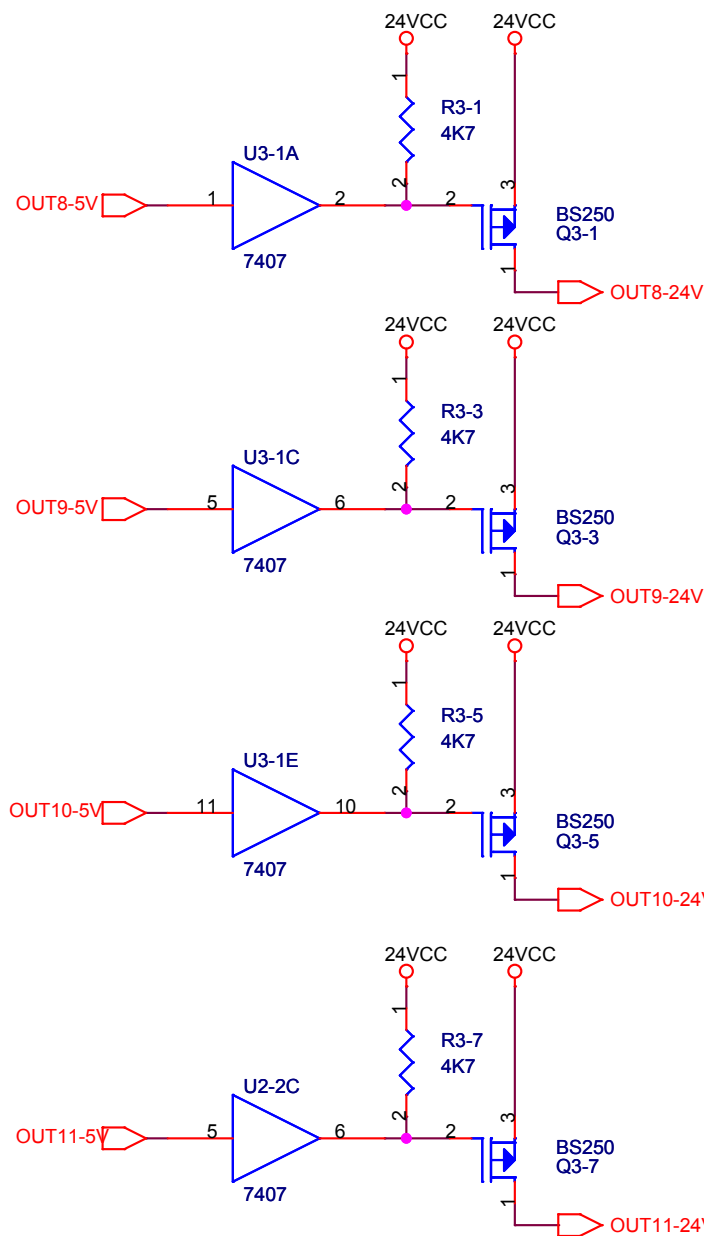 24VCC
24VCC
1
R3-1
4K7
U3-1A
2
3
OUT8-5V
1
2
2
BS250
Q3-1
7407
1
OUT8-24V
24VCC
24VCC
1
R3-3
4K7
U3-1C
2
3
OUT9-5V
5
6
2
BS250
Q3-3
7407
1
OUT9-24V
24VCC
24VCC
1
R3-5
4K7
U3-1E
2
3
OUT10-5V
11
10
2
BS250
Q3-5
7407
1
OUT10-24V
24VCC
24VCC
1
R3-7
4K7
U2-2C
2
3
OUT11-5V
5
6
2
BS250
Q3-7
7407
1
OUT11-24V